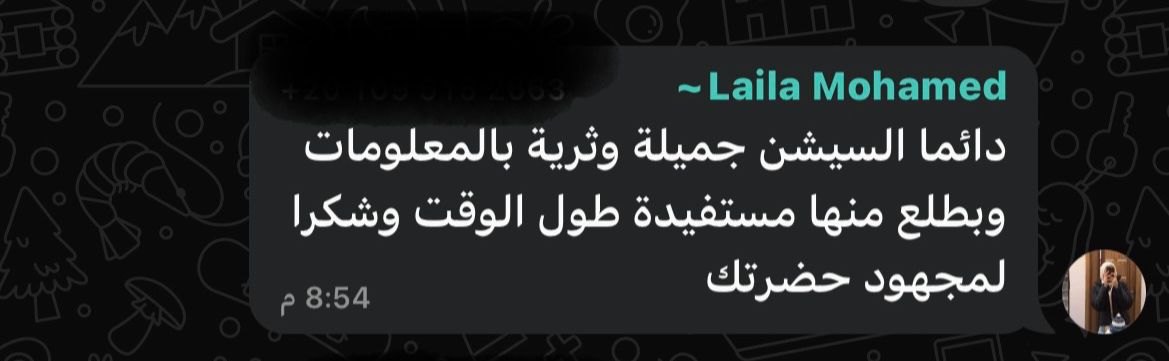 ~ Laila Mohamed
دائما السيشن جميلة وثرية بالمعلومات
وبطلع منها مستفيدة طول الوقت وشكرا
لمجهود حضرتك
8:54 م